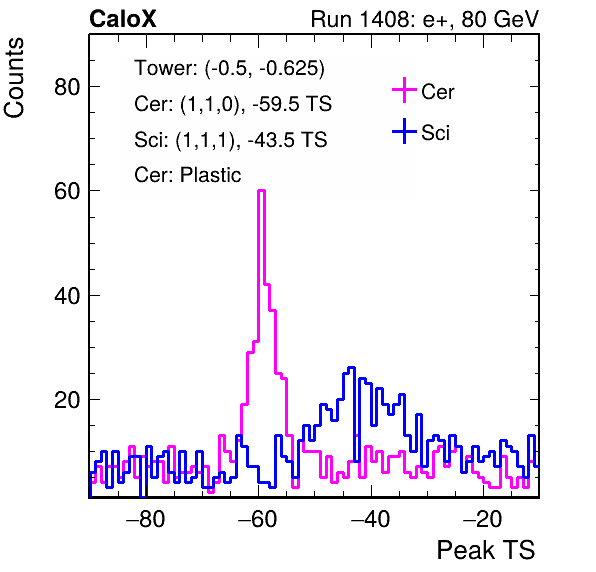 CaloX Run 1408: e+, 80 GeV
Counts
Tower: (-0.5, -0.625)
Cer: (1,1,0), -59.5 TS
Sci: (1,1,1), -43.5 TS
Cer: Plastic
Cer
Sci
80
60
40
20
−80 −60 −40 −20
Peak TS